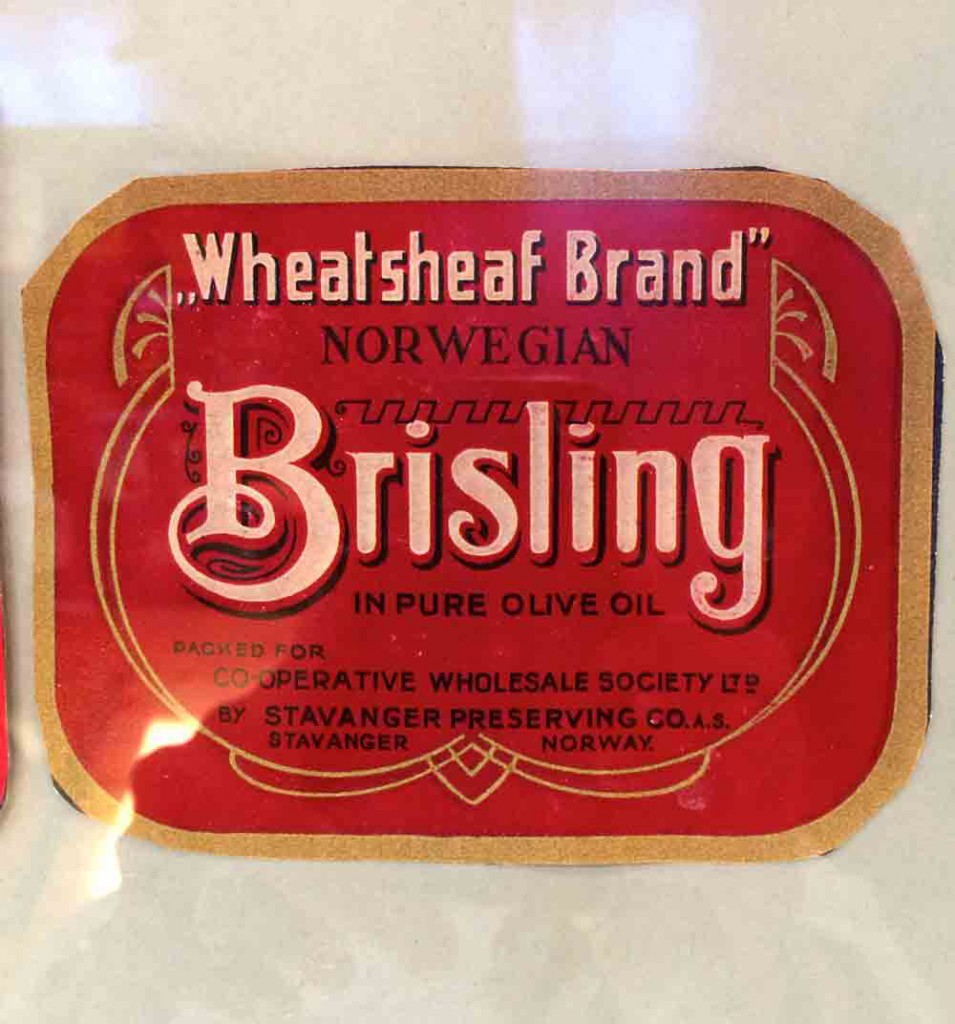 „Wheatsheaf Brand”
NORWEGIAN
Brisling
IN PURE OLIVE OIL
PACKED FOR
CO-OPERATIVE WHOLESALE SOCIETY LTD
BY STAVANGER PRESERVING CO. A.S.
STAVANGER NORWAY.